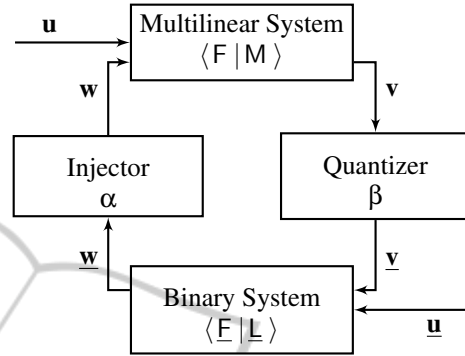 u
Multilinear System
⟨F|M⟩
w
v
Injector
α
Quantizer
β
w
v
Binary System
⟨F|L⟩
u